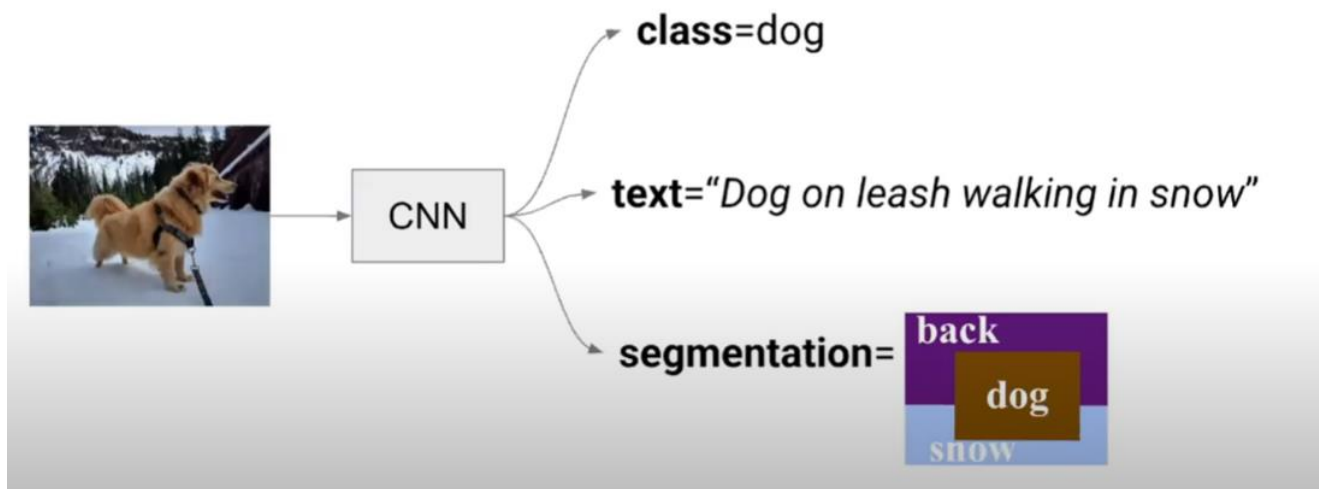 class=dog
CNN
text=“Dog on leash walking in snow”
segmentation=
back
dog
snow